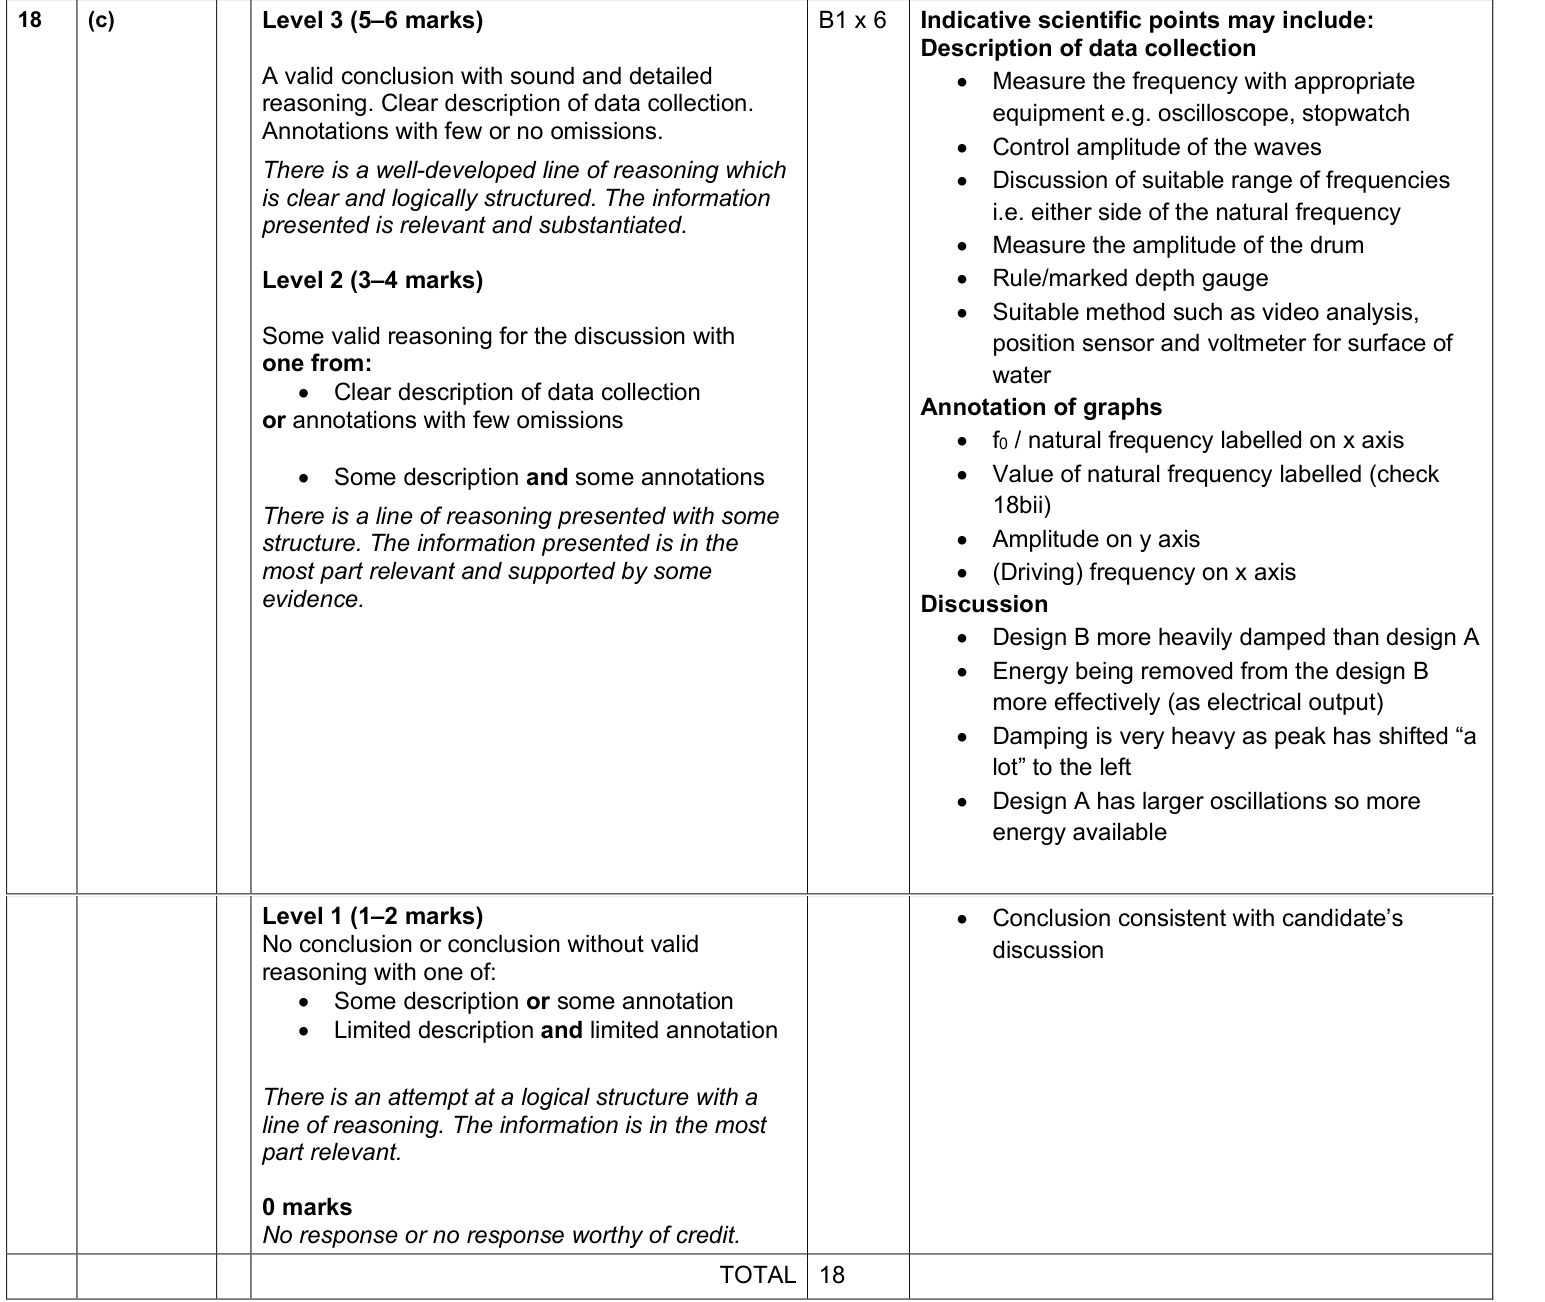 18 (c) Level 3 (5–6 marks) B1 x 6 Indicative scientific points may include:
Description of data collection
A valid conclusion with sound and detailed
reasoning. Clear description of data collection.
Annotations with few or no omissions.
There is a well-developed line of reasoning which
is clear and logically structured. The information
presented is relevant and substantiated.
Level 2 (3–4 marks)
Some valid reasoning for the discussion with
one from:
• Clear description of data collection
or annotations with few omissions
• Some description and some annotations
There is a line of reasoning presented with some
structure. The information presented is in the
most part relevant and supported by some
evidence.
• Measure the frequency with appropriate
equipment e.g. oscilloscope, stopwatch
• Control amplitude of the waves
• Discussion of suitable range of frequencies
i.e. either side of the natural frequency
• Measure the amplitude of the drum
• Rule/marked depth gauge
• Suitable method such as video analysis,
position sensor and voltmeter for surface of
water
Annotation of graphs
• f₀ / natural frequency labelled on x axis
• Value of natural frequency labelled (check
18bii)
• Amplitude on y axis
• (Driving) frequency on x axis
Discussion
• Design B more heavily damped than design A
• Energy being removed from the design B
more effectively (as electrical output)
• Damping is very heavy as peak has shifted “a
lot” to the left
• Design A has larger oscillations so more
energy available
Level 1 (1–2 marks)
No conclusion or conclusion without valid
reasoning with one of:
• Some description or some annotation
• Limited description and limited annotation
There is an attempt at a logical structure with a
line of reasoning. The information is in the most
part relevant.
0 marks
No response or no response worthy of credit.
• Conclusion consistent with candidate’s
discussion
TOTAL 18